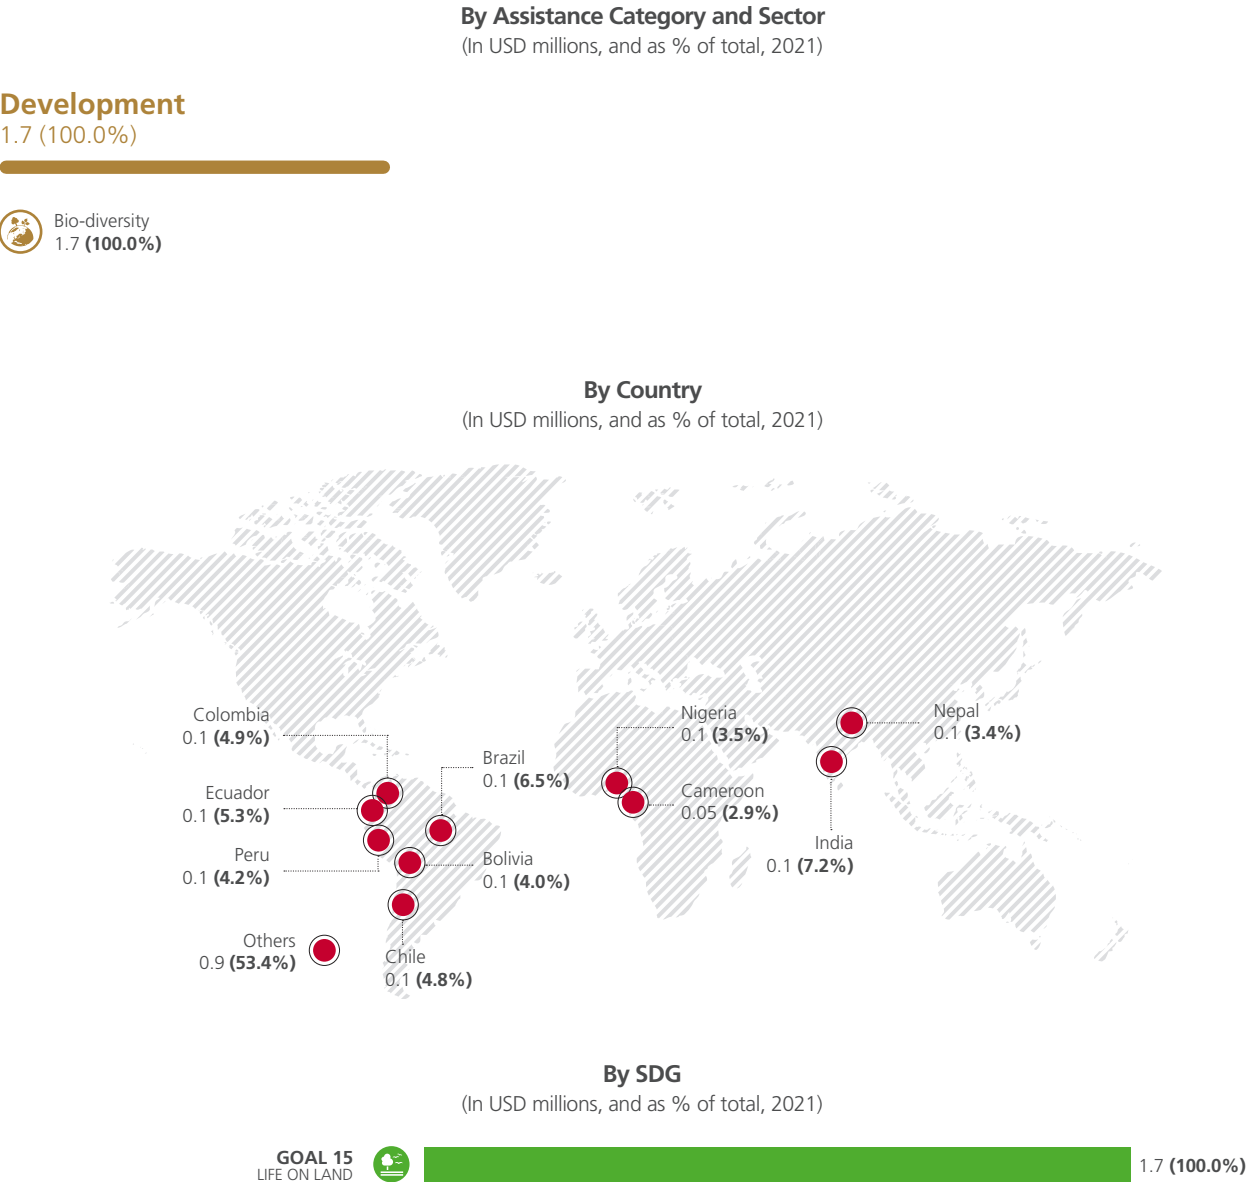 By Assistance Category and Sector
(In USD millions, and as % of total, 2021)
Development
1.7 (100.0%)
Bio-diversity
1.7 (100.0%)
By Country
(In USD millions, and as % of total, 2021)
Colombia
0.1 (4.9%)
Ecuador
0.1 (5.3%)
Peru
0.1 (4.2%)
Others
0.9 (53.4%)
Brazil
0.1 (6.5%)
Bolivia
0.1 (4.0%)
Chile
0.1 (4.8%)
Nigeria
0.1 (3.5%)
Cameroon
0.05 (2.9%)
India
0.1 (7.2%)
Nepal
0.1 (3.4%)
By SDG
(In USD millions, and as % of total, 2021)
GOAL 15
LIFE ON LAND
1.7 (100.0%)